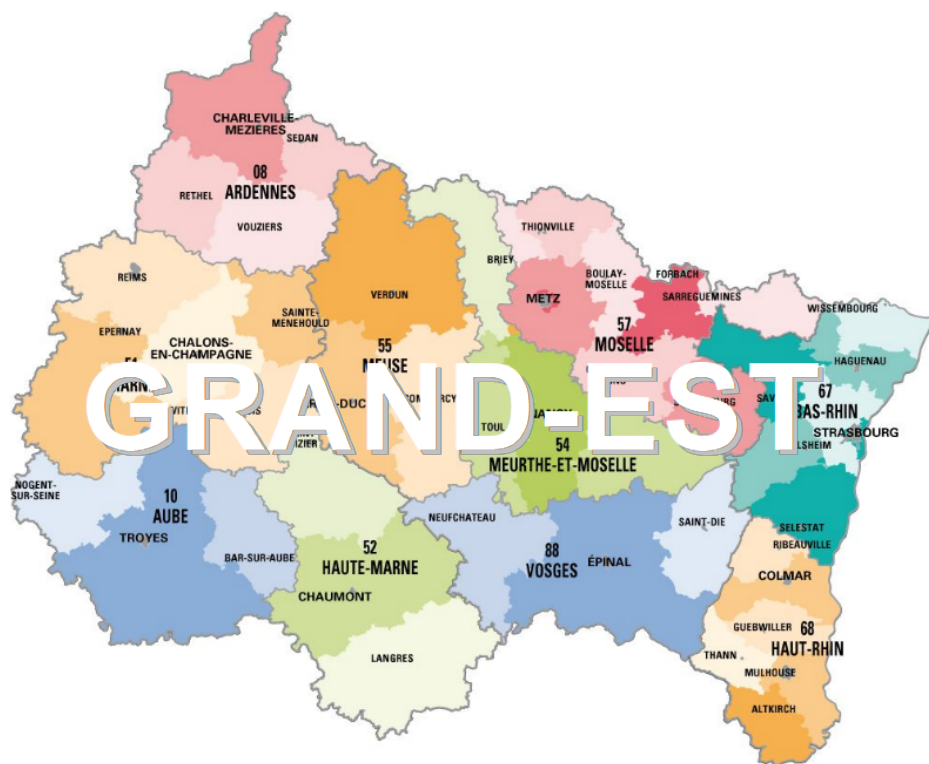 CHARLEVILLE-
MEZIÈRES
SEDAN
08
ARDENNES
RETHEL
VOUZIERS
THIONVILLE
BRIEY
REIMS
BOULAY-
MOSELLE
FORBACH
METZ
SARREGUEMINES
VERDUN
WISSEMBOURG
SAINTE-
MENEHOULD
EPERNAY
57
MOSELLE
CHALONS-
EN-CHAMPAGNE
55
MEUSE
HAGUENAU
GRAND-EST
67
BAS-RHIN
TOUL
STRASBOURG
54
MEURTHE-ET-MOSELLE
NOGENT-
SUR-SEINE
10
AUBE
TROYES
NEUFCHATEAU
SAINT-DIE
SELESTAT
RIBEAUVILLE
52
HAUTE-MARNE
BAR-SUR-AUBE
88
VOSGES
ÉPINAL
COLMAR
CHAUMONT
GUEBWILLER
68
HAUT-RHIN
LANGRES
THANN
MULHOUSE
ALTKIRCH